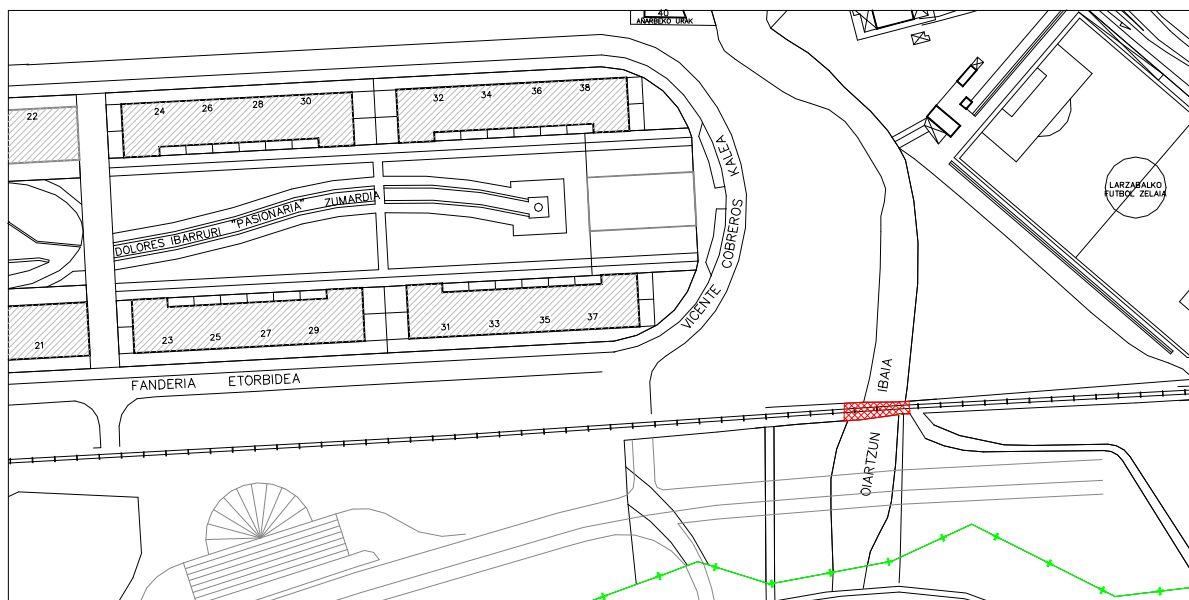 40
AÑARBEKO URAK
22
24
26
28
30
32
34
36
38
LARZABALKO
FUTBOL ZELAIA
DOLORES IBARRURI "PASIONARIA" ZUMARDIA
VICENTE COBREROS KALEA
21
23
25
27
29
31
33
35
37
FANDERIA ETORBIDEA
OIARTZUN IBAIA